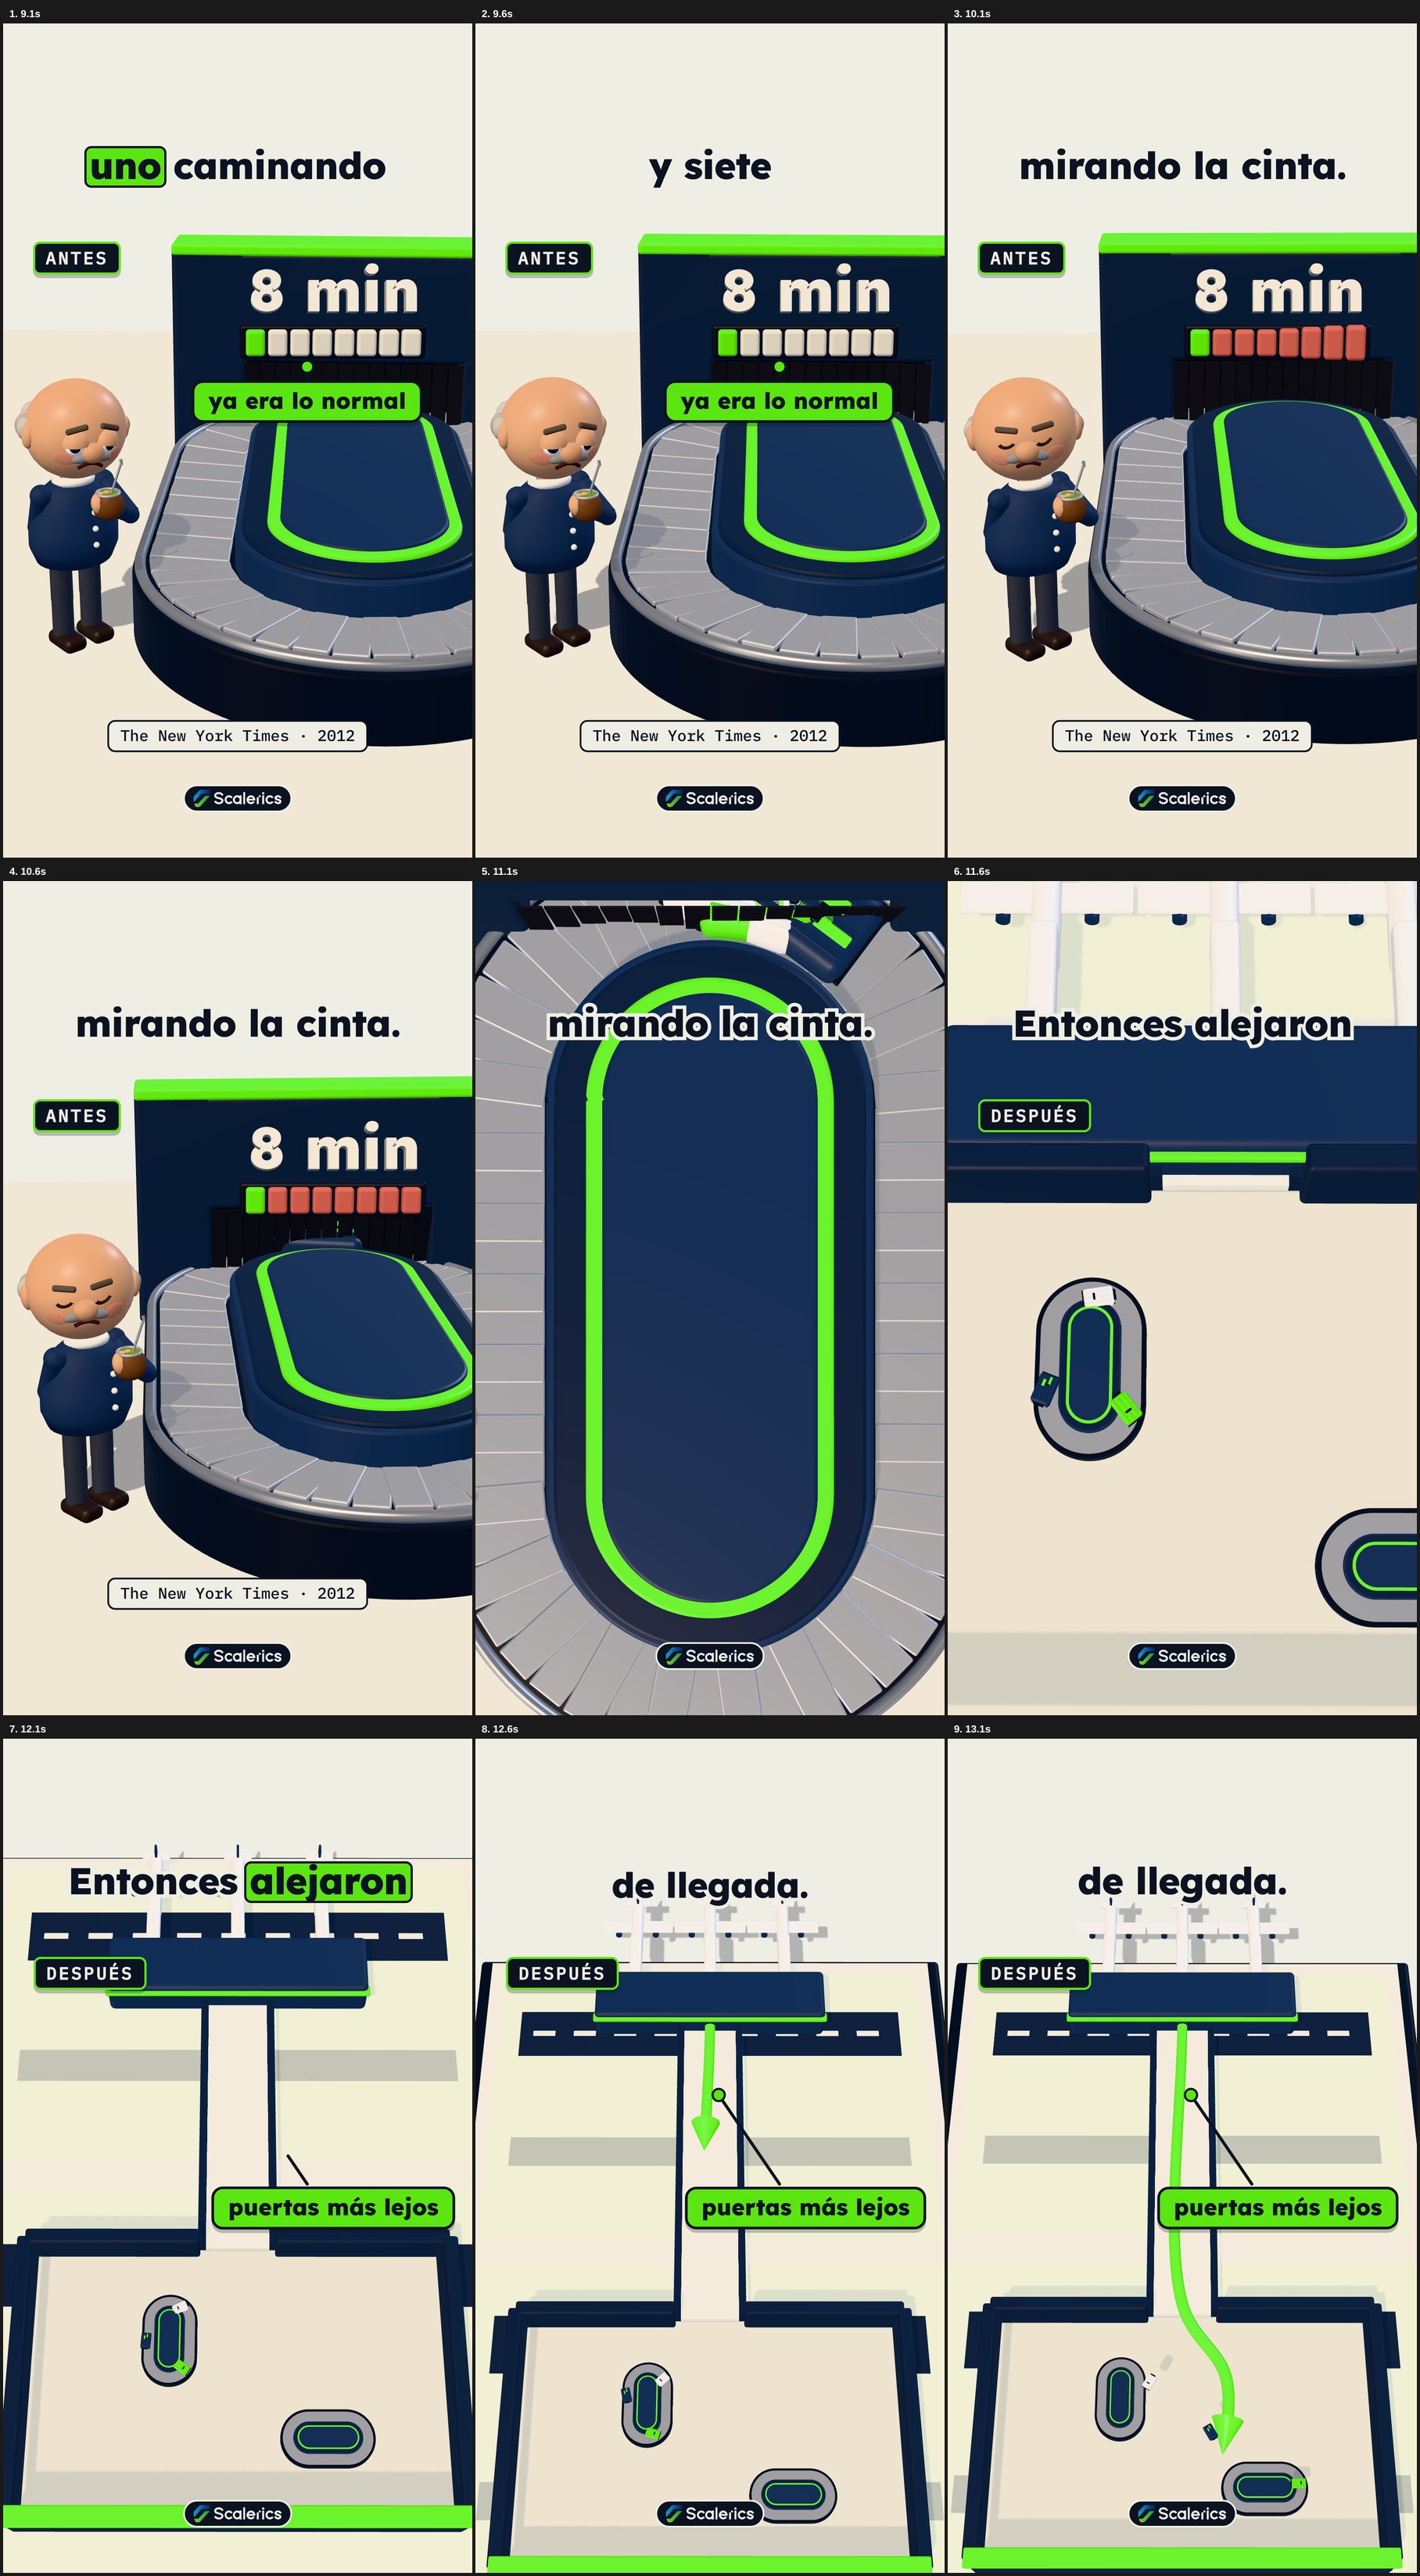 1. 9.1s
uno caminando
ANTES
8 min
ya era lo normal
The New York Times · 2012
Scalerics
2. 9.6s
y siete
ANTES
8 min
ya era lo normal
The New York Times · 2012
Scalerics
3. 10.1s
mirando la cinta.
ANTES
8 min
The New York Times · 2012
Scalerics
4. 10.6s
mirando la cinta.
ANTES
8 min
The New York Times · 2012
Scalerics
5. 11.1s
mirando la cinta.
Scalerics
6. 11.6s
Entonces alejaron
DESPUÉS
Scalerics
7. 12.1s
Entonces alejaron
DESPUÉS
puertas más lejos
Scalerics
8. 12.6s
de llegada.
DESPUÉS
puertas más lejos
Scalerics
9. 13.1s
de llegada.
DESPUÉS
puertas más lejos
Scalerics